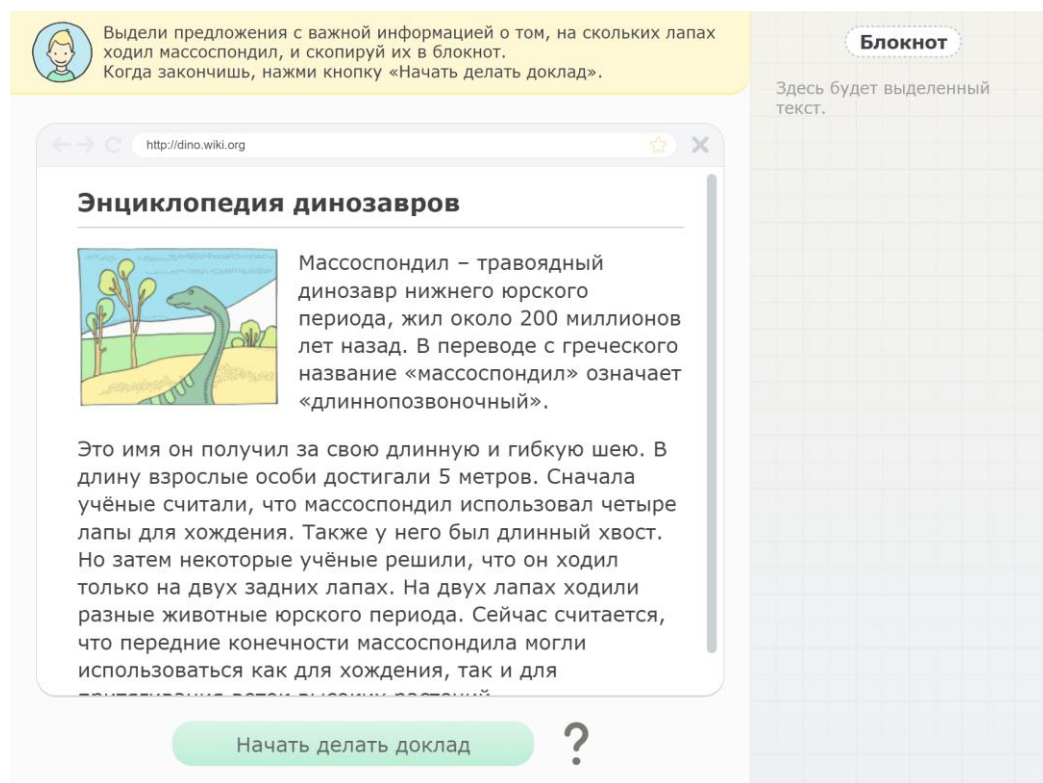 Выдели предложения с важной информацией о том, на скольких лапах
ходил массоспондил, и скопируй их в блокнот.
Когда закончишь, нажми кнопку «Начать делать доклад».
Блокнот
Здесь будет выделенный
текст.
http://dino.wiki.org
Энциклопедия динозавров
Массоспондил – травоядный
динозавр нижнего юрского
периода, жил около 200 миллионов
лет назад. В переводе с греческого
название «массоспондил» означает
«длиннопозвоночный».
Это имя он получил за свою длинную и гибкую шею. В
длину взрослые особи достигали 5 метров. Сначала
учёные считали, что массоспондил использовал четыре
лапы для хождения. Также у него был длинный хвост.
Но затем некоторые учёные решили, что он ходил
только на двух задних лапах. На двух лапах ходили
разные животные юрского периода. Сейчас считается,
что передние конечности массоспондила могли
использоваться как для хождения, так и для
Начать делать доклад
?